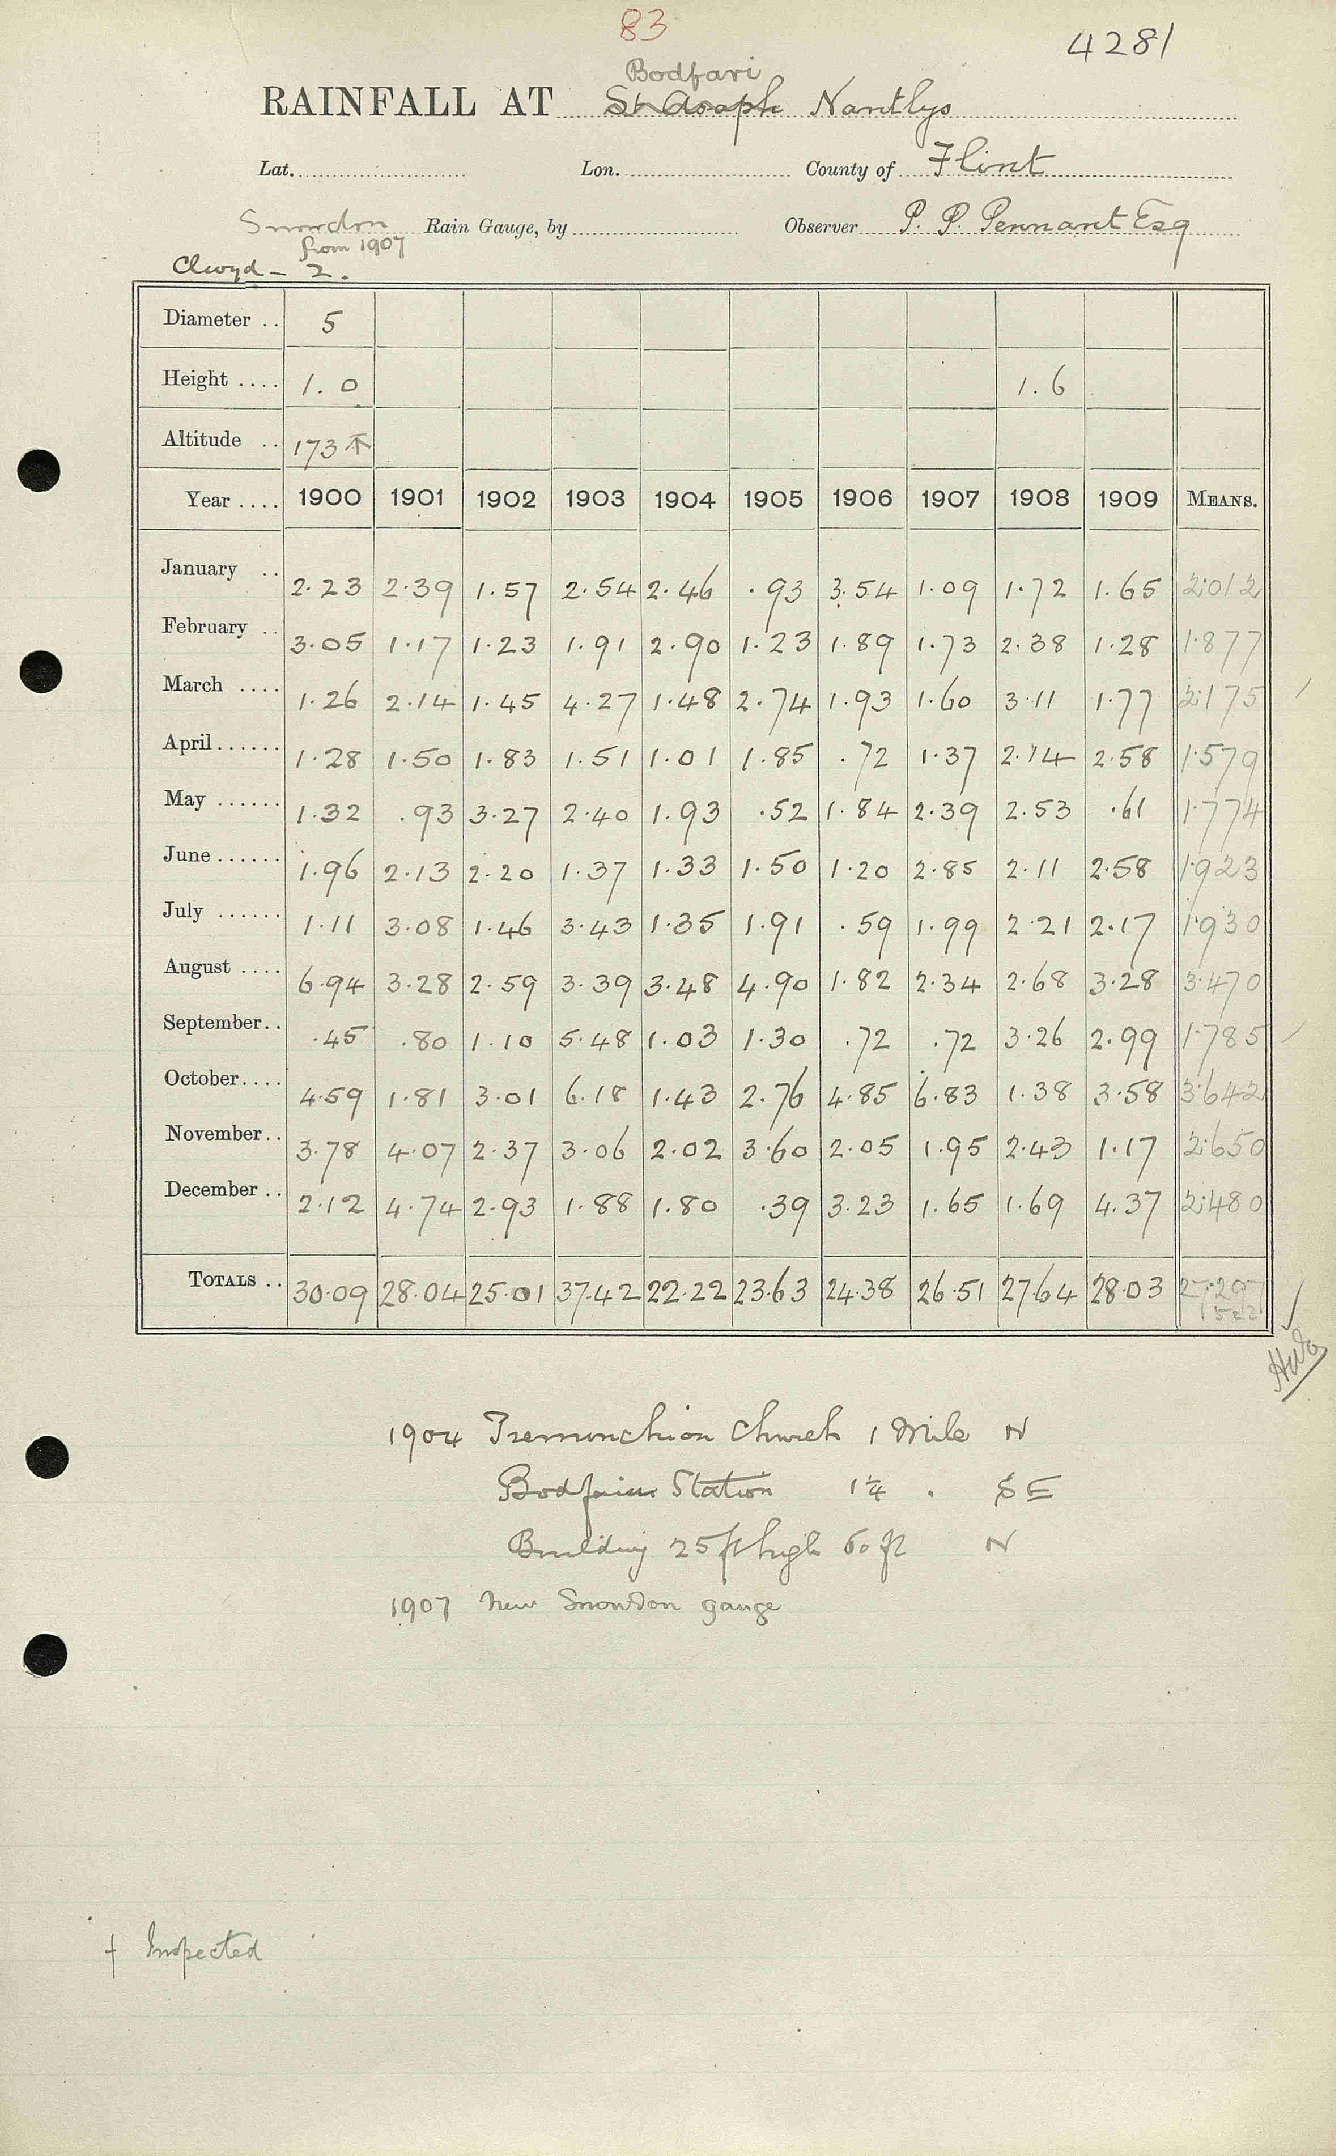 83
4281
Bodfari
RAINFALL AT St Asaph Nantlys
Lat. Lon. County of Flint
Snowdon Rain Gauge, by Observer P. P. Pennant Esq
from 1907
Clwyd - 2.
Diameter .. 5
Height .... 1. 0 1. 6
Altitude .. 173
Year .... 1900 1901 1902 1903 1904 1905 1906 1907 1908 1909 MEANS.
January .. 2.23 2.39 1.57 2.54 2.46 .93 3.54 1.09 1.72 1.65 2.012
February .. 3.05 1.17 1.23 1.91 2.90 1.23 1.89 1.73 2.38 1.28 1.877
March .... 1.26 2.14 1.45 4.27 1.48 2.74 1.93 1.60 3.11 1.77 2.175
April...... 1.28 1.50 1.83 1.51 1.01 1.85 .72 1.37 2.14 2.58 1.579
May ...... 1.32 .93 3.27 2.40 1.93 .52 1.84 2.39 2.53 .61 1.774
June...... 1.96 2.13 2.20 1.37 1.33 1.50 1.20 2.85 2.11 2.58 1.923
July ...... 1.11 3.08 1.46 3.43 1.35 1.91 .59 1.99 2.21 2.17 1.930
August .... 6.94 3.28 2.59 3.39 3.48 4.90 1.82 2.34 2.68 3.28 3.470
September.. .45 .80 1.10 5.48 1.03 1.30 .72 .72 3.26 2.99 1.785
October.... 4.59 1.81 3.01 6.18 1.43 2.76 4.85 6.83 1.38 3.58 3.642
November.. 3.78 4.07 2.37 3.06 2.02 3.60 2.05 1.95 2.43 1.17 2.650
December .. 2.12 4.74 2.93 1.88 1.80 .39 3.23 1.65 1.69 4.37 2.480
TOTALS .. 30.09 28.04 25.01 37.42 22.22 23.63 24.38 26.51 27.64 28.03 27.297
1904 Tremeirchion Church 1 Mile N
Bodfari Station 1¼ . SE
Building 25 ft high 60 ft N
1907 New Snowdon gauge
† Inspected